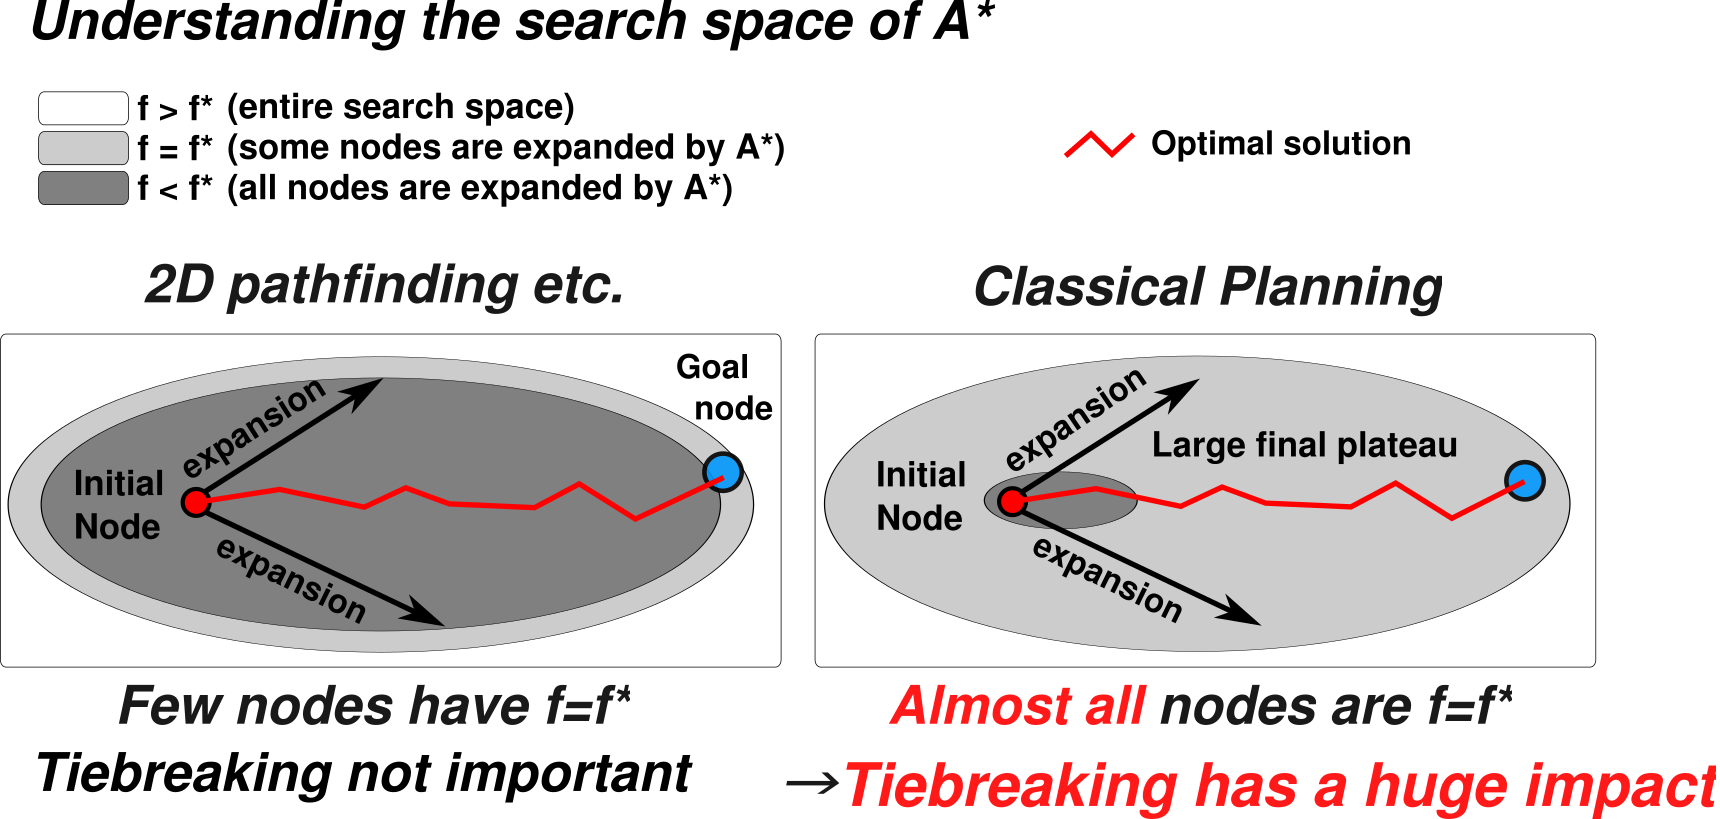 Understanding the search space of A*
f > f* (entire search space)
f = f* (some nodes are expanded by A*)
f < f* (all nodes are expanded by A*)
Optimal solution
2D pathfinding etc.
Goal
node
expansion
Initial
Node
expansion
Few nodes have f=f*
Tiebreaking not important
Classical Planning
expansion
Large final plateau
Initial
Node
expansion
Almost all nodes are f=f*
→Tiebreaking has a huge impact